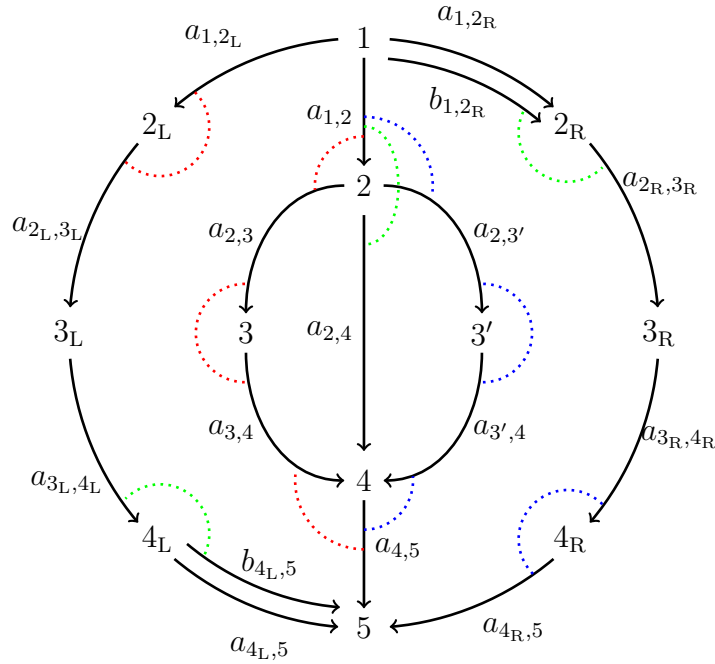 1
a_{1,2_L}
a_{1,2_R}
b_{1,2_R}
a_{1,2}
2_L
2_R
2
a_{2_L,3_L}
a_{2,3}
a_{2,3'}
a_{2_R,3_R}
3_L
3
a_{2,4}
3'
3_R
a_{3_L,4_L}
a_{3,4}
a_{3',4}
a_{3_R,4_R}
4
4_L
4_R
b_{4_L,5}
a_{4,5}
a_{4_L,5}
5
a_{4_R,5}